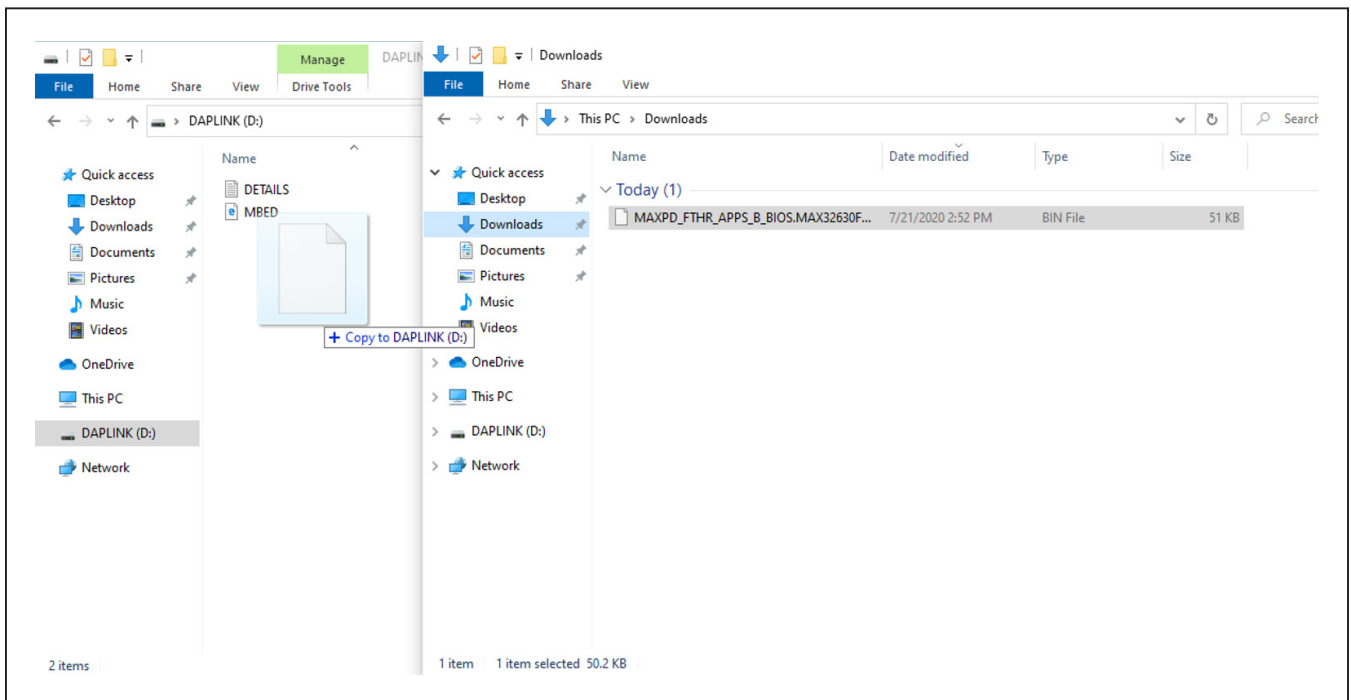 Manage
DAPLIN
File
Home
Share
View
Drive Tools
DAPLINK (D:)
Name
Quick access
Desktop
Downloads
Documents
Pictures
Music
Videos
OneDrive
This PC
DAPLINK (D:)
Network
DETAILS
MBED
+ Copy to DAPLINK (D:)
2 items
Downloads
File
Home
Share
View
This PC > Downloads
Search
Quick access
Desktop
Downloads
Documents
Pictures
Music
Videos
OneDrive
This PC
DAPLINK (D:)
Network
Name
Date modified
Type
Size
Today (1)
MAXPD_FTHR_APPS_B_BIOS.MAX32630F...
7/21/2020 2:52 PM
BIN File
51 KB
1 item
1 item selected 50.2 KB